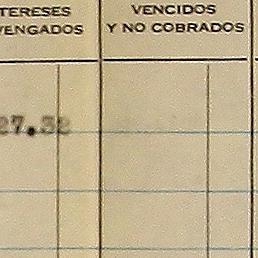 TERESES
VENGADOS
VENCIDOS
Y NO COBRADOS
27.32